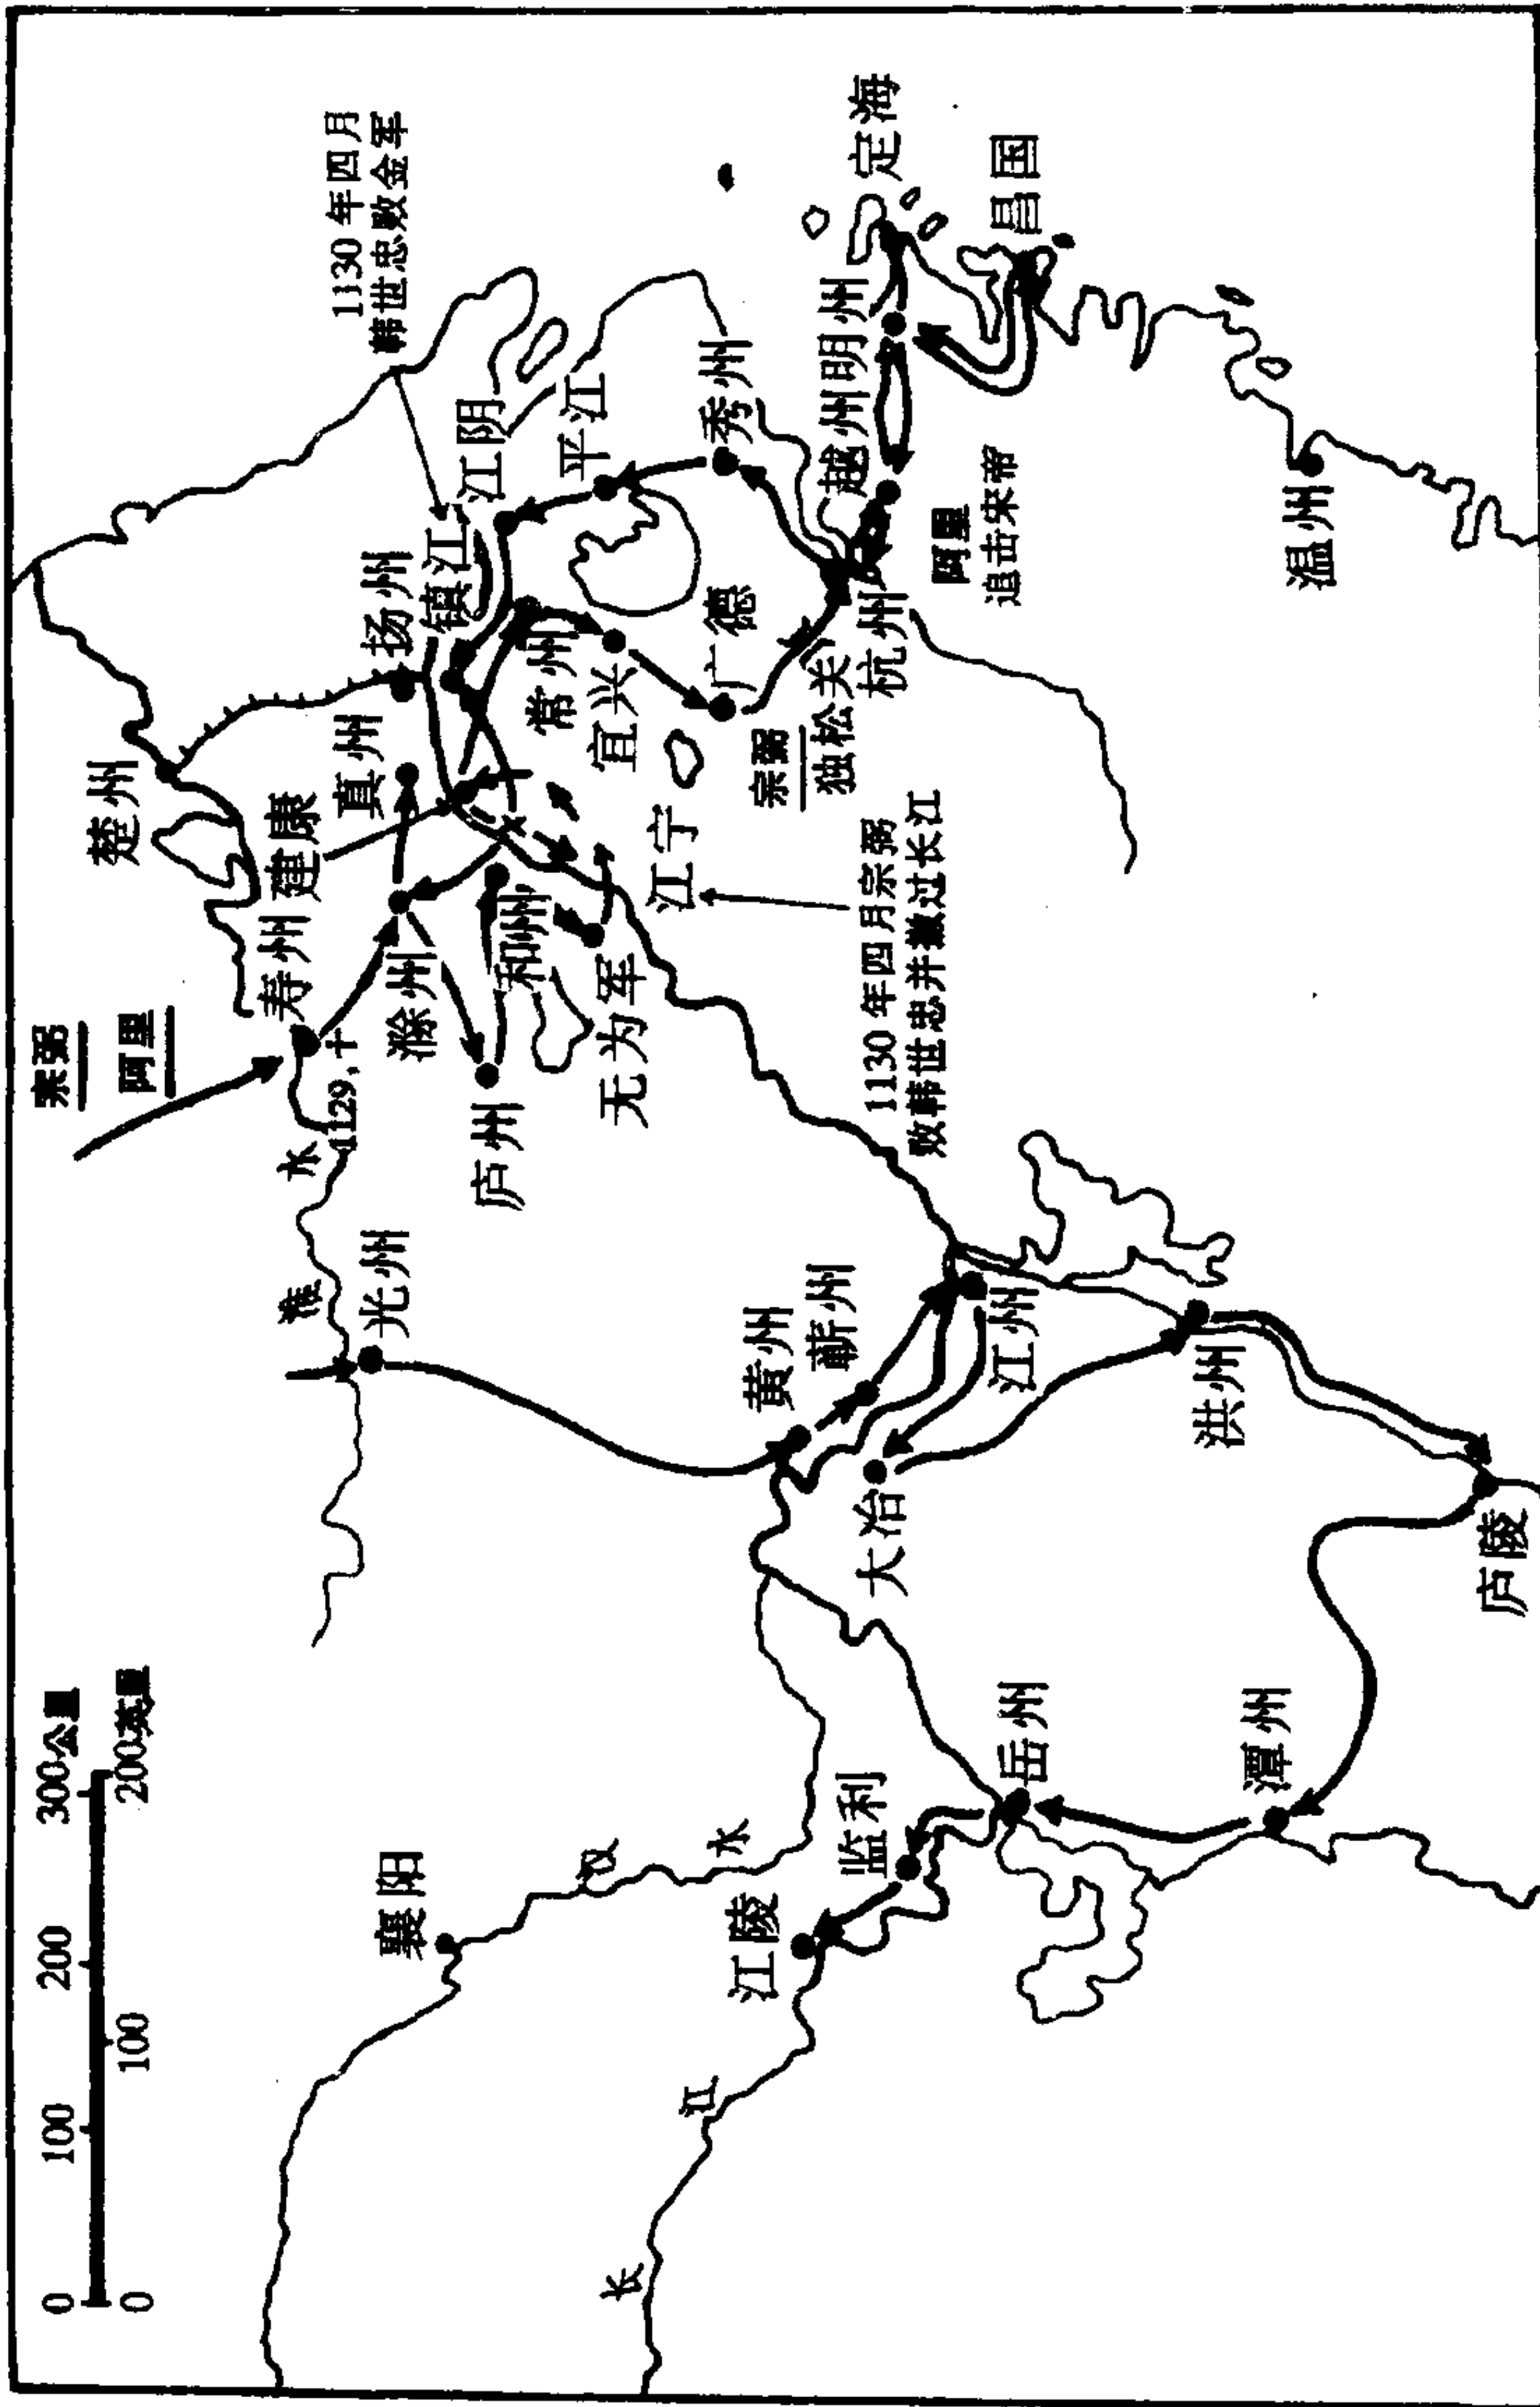 0 100 200 300公里
0 100 200英里
宗弼
阿里
楚州
1130年四月
韩世忠败金军
寿州
1129,十
淮
水
建康
真州
扬州
镇江
江阴
光州
滁州
襄阳
庐州
和州
常州
平江
汉
水
无为军
宜兴
广德
秀州
长
江
江宁
宗弼
独松关
杭州
越州
明州
定海
江陵
黄州
蕲州
1130年四月宗弼
败韩世忠并撤过长江
阿里
追击宋帝
昌国
监利
大冶
江州
岳州
洪州
潭州
温州
庐陵